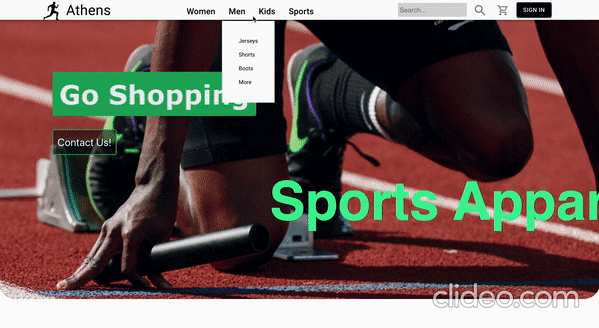 Athens
Women Men Kids Sports
Search...
SIGN IN
Jerseys
Shorts
Boots
More
Go Shopping
Contact Us!
Sports Appar
clideo.com